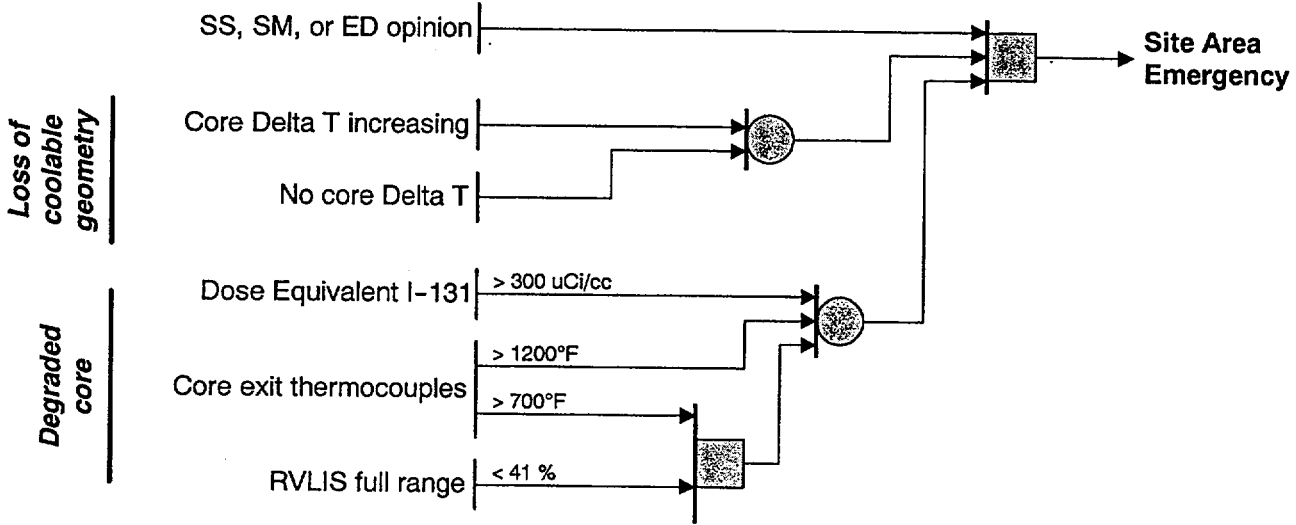 SS, SM, or ED opinion
Site Area
Emergency
Loss of
coolable
geometry
Core Delta T increasing
No core Delta T
Degraded
core
Dose Equivalent I-131
> 300 uCi/cc
Core exit thermocouples
> 1200°F
> 700°F
RVLIS full range
< 41 %